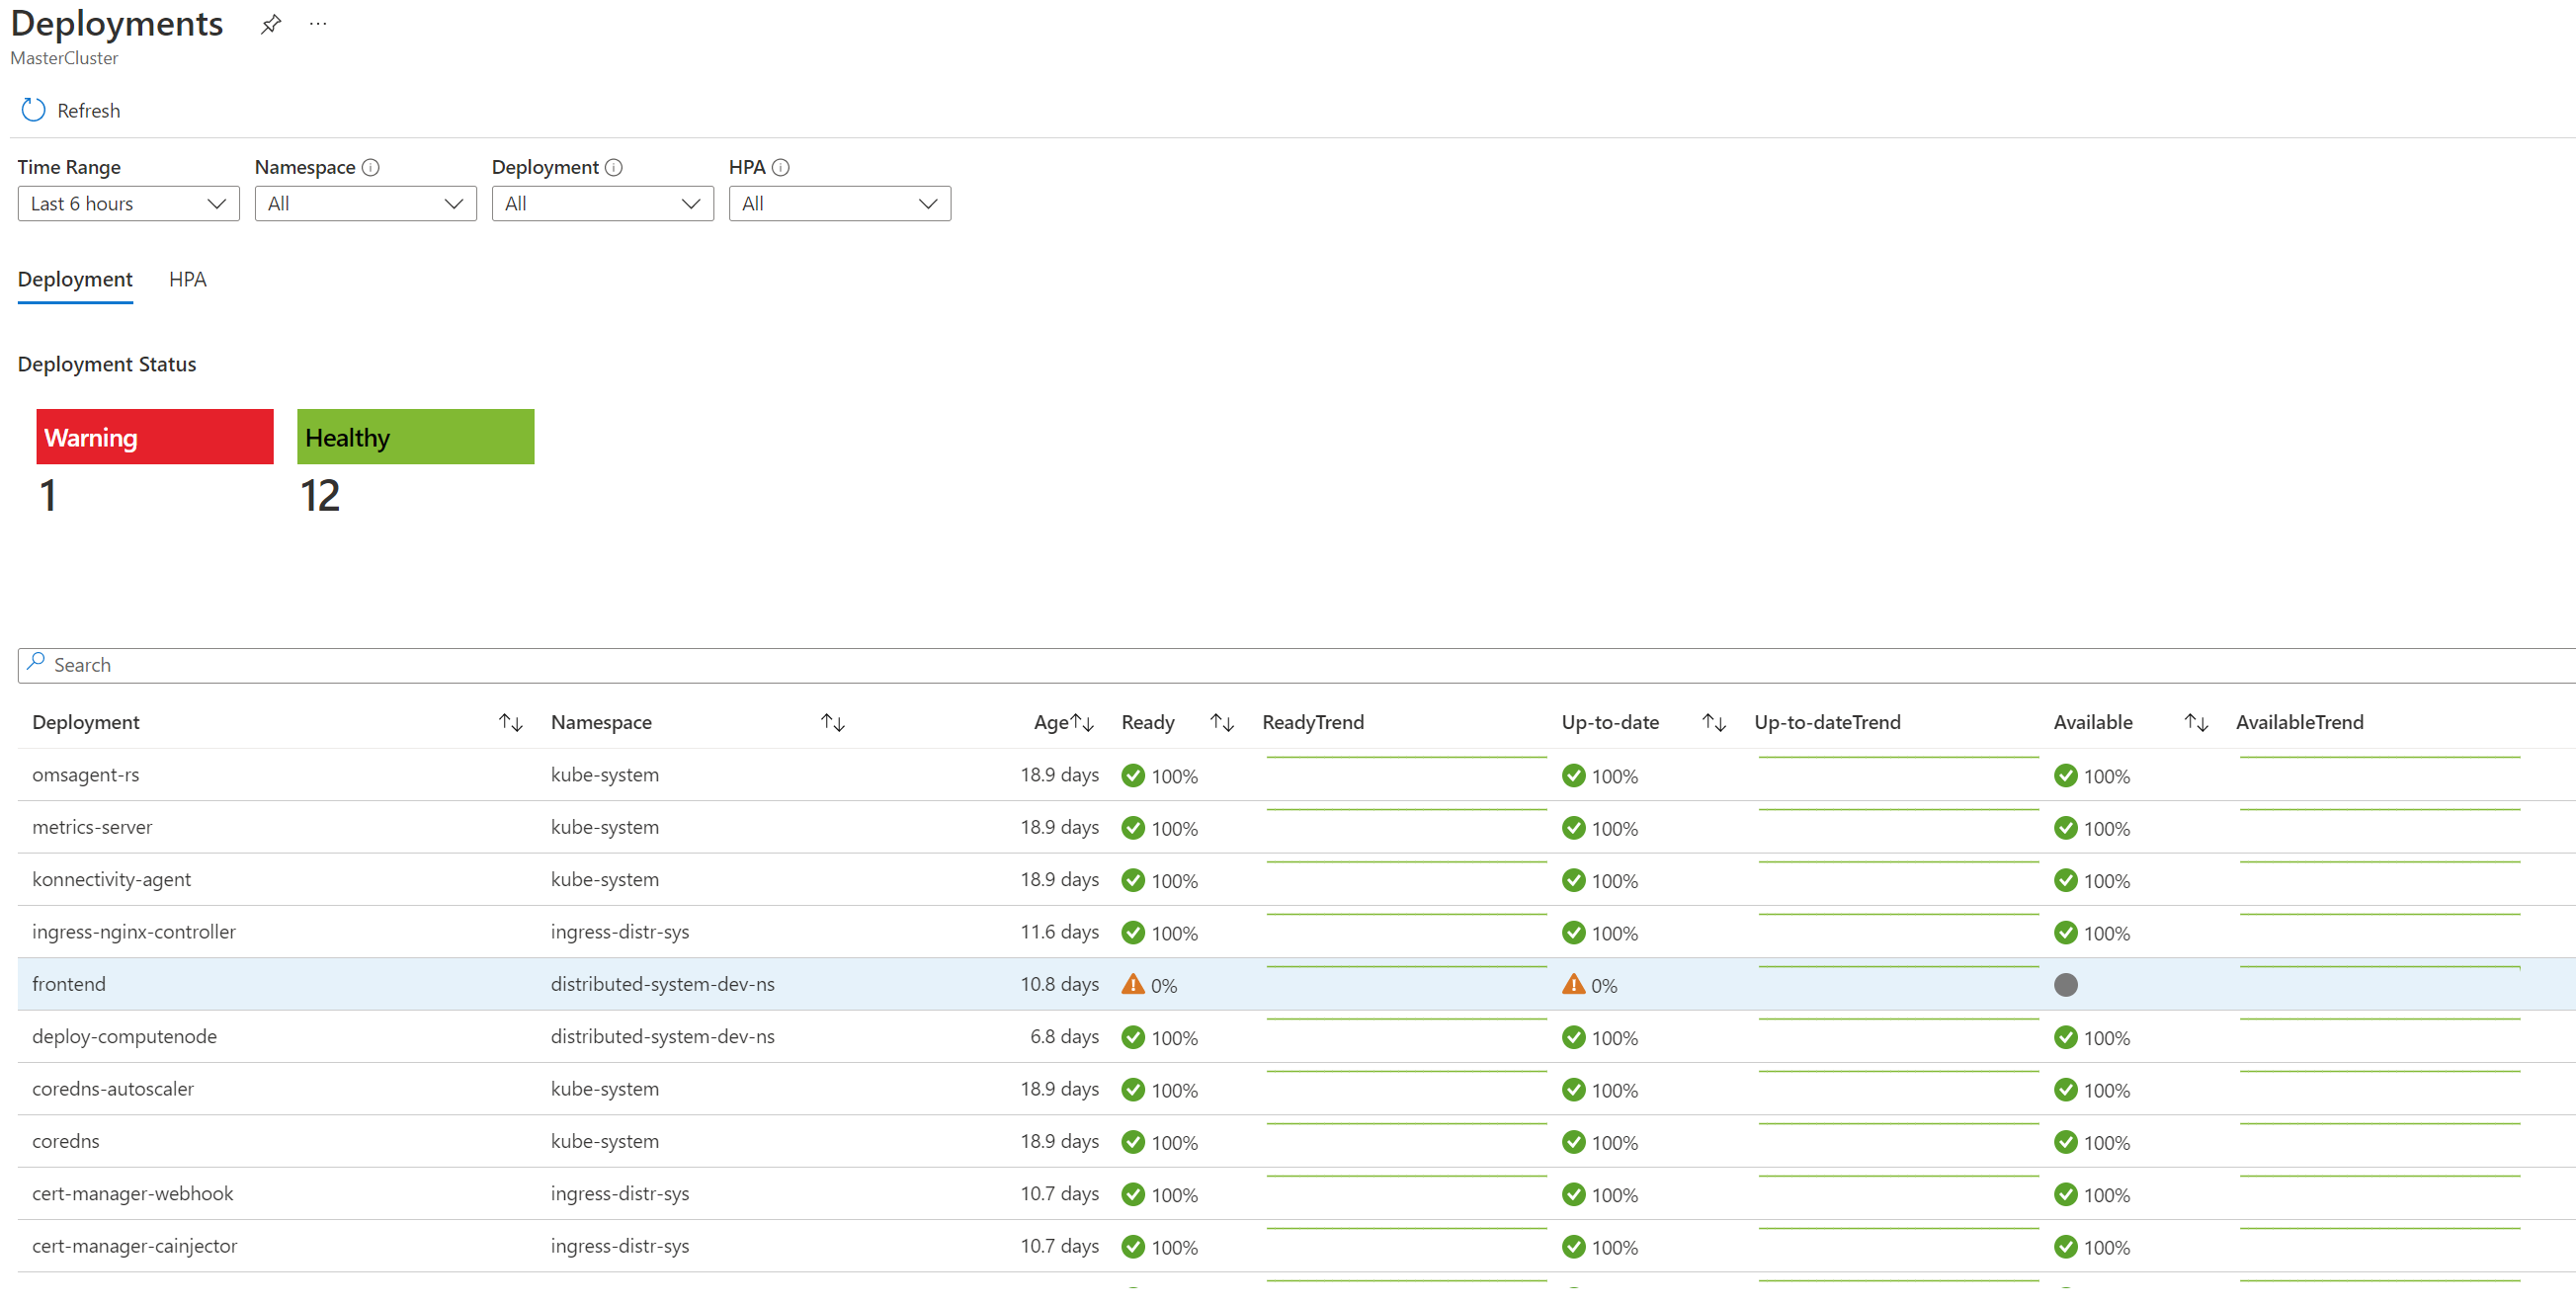 Deployments
MasterCluster
Refresh
Time Range Namespace Deployment HPA
Last 6 hours All All All
Deployment HPA
Deployment Status
Warning Healthy
1 12
Search
Deployment Namespace Age Ready ReadyTrend Up-to-date Up-to-dateTrend Available AvailableTrend
omsagent-rs kube-system 18.9 days 100% 100% 100%
metrics-server kube-system 18.9 days 100% 100% 100%
konnectivity-agent kube-system 18.9 days 100% 100% 100%
ingress-nginx-controller ingress-distr-sys 11.6 days 100% 100% 100%
frontend distributed-system-dev-ns 10.8 days 0% 0%
deploy-computenode distributed-system-dev-ns 6.8 days 100% 100% 100%
coredns-autoscaler kube-system 18.9 days 100% 100% 100%
coredns kube-system 18.9 days 100% 100% 100%
cert-manager-webhook ingress-distr-sys 10.7 days 100% 100% 100%
cert-manager-cainjector ingress-distr-sys 10.7 days 100% 100% 100%